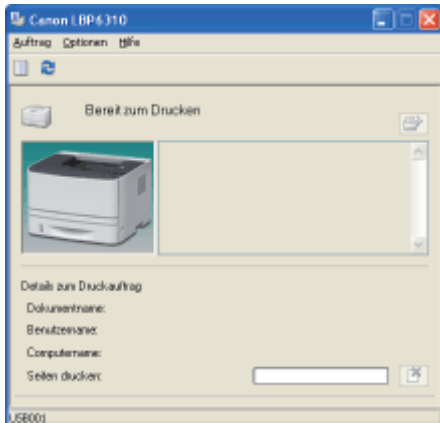 Canon LBP6310
Auftrag Optionen Hilfe
Bereit zum Drucken
Details zum Druckauftrag
Dokumentname:
Benutzername:
Computername:
Seiten drucken:
USB001